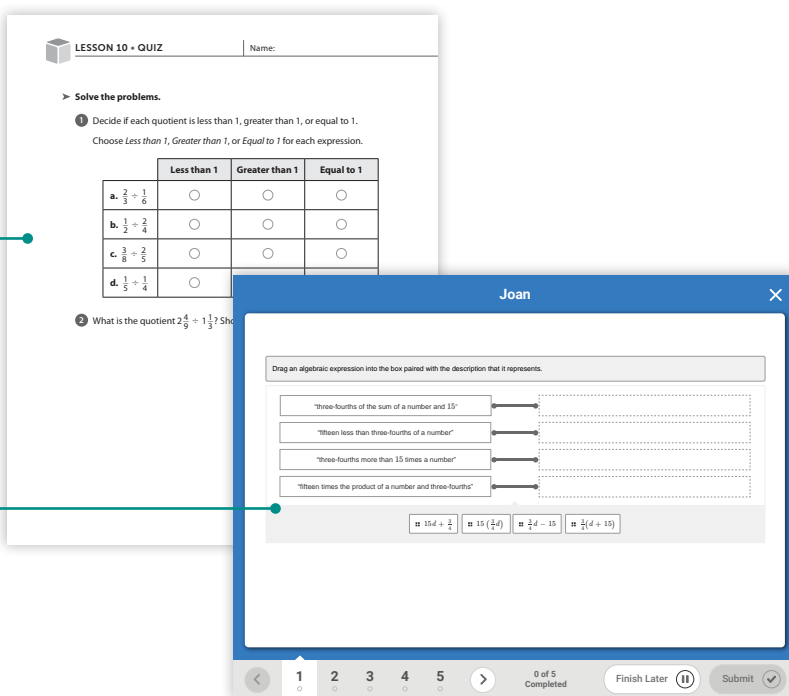 LESSON 10 • QUIZ
Name:
➤ Solve the problems.
1 Decide if each quotient is less than 1, greater than 1, or equal to 1.
Choose Less than 1, Greater than 1, or Equal to 1 for each expression.
Less than 1 Greater than 1 Equal to 1
a. 2/3 ÷ 1/6
b. 1/2 ÷ 2/4
c. 3/8 ÷ 2/5
d. 1/5 ÷ 1/4
2 What is the quotient 2 4/9 ÷ 1 1/3?
Joan
Drag an algebraic expression into the box paired with the description that it represents.
"three-fourths of the sum of a number and 15"
"fifteen less than three-fourths of a number"
"three-fourths more than 15 times a number"
"fifteen times the product of a number and three-fourths"
15d + 3/4 15 (3/4 d) 3/4 d − 15 3/4 (d + 15)
1 2 3 4 5
0 of 5
Completed
Finish Later
Submit